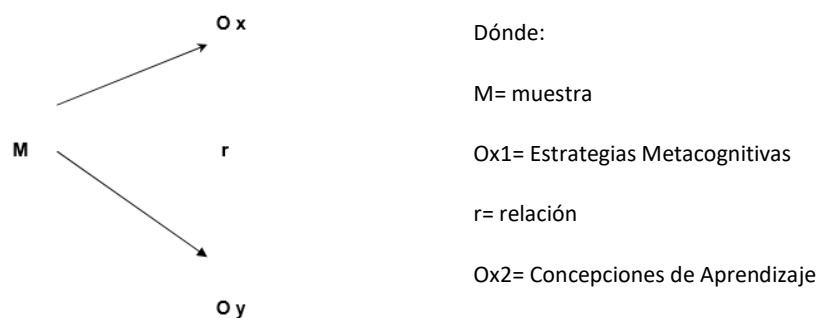 O x
M
r
O y
Dónde:
M= muestra
Ox1= Estrategias Metacognitivas
r= relación
Ox2= Concepciones de Aprendizaje